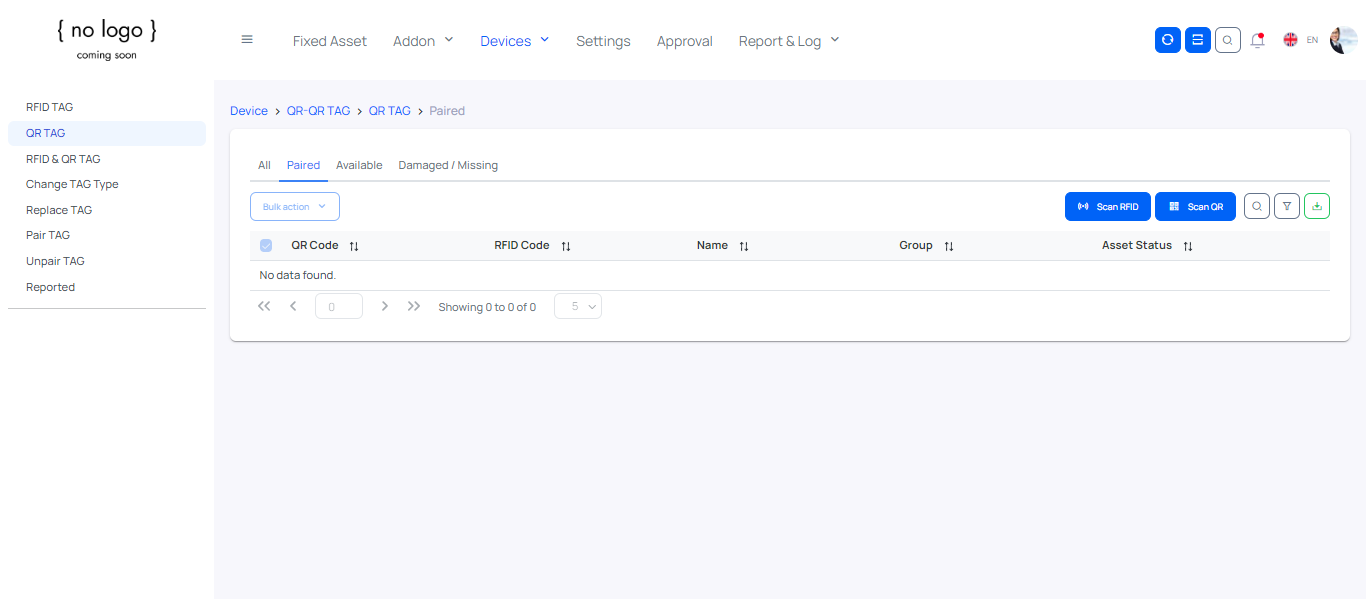 { no logo }
coming soon
Fixed Asset Addon Devices Settings Approval Report & Log EN
RFID TAG
QR TAG
RFID & QR TAG
Change TAG Type
Replace TAG
Pair TAG
Unpair TAG
Reported
Device > QR-QR TAG > QR TAG > Paired
All Paired Available Damaged / Missing
Bulk action Scan RFID Scan QR
QR Code RFID Code Name Group Asset Status
No data found.
0 Showing 0 to 0 of 0 5